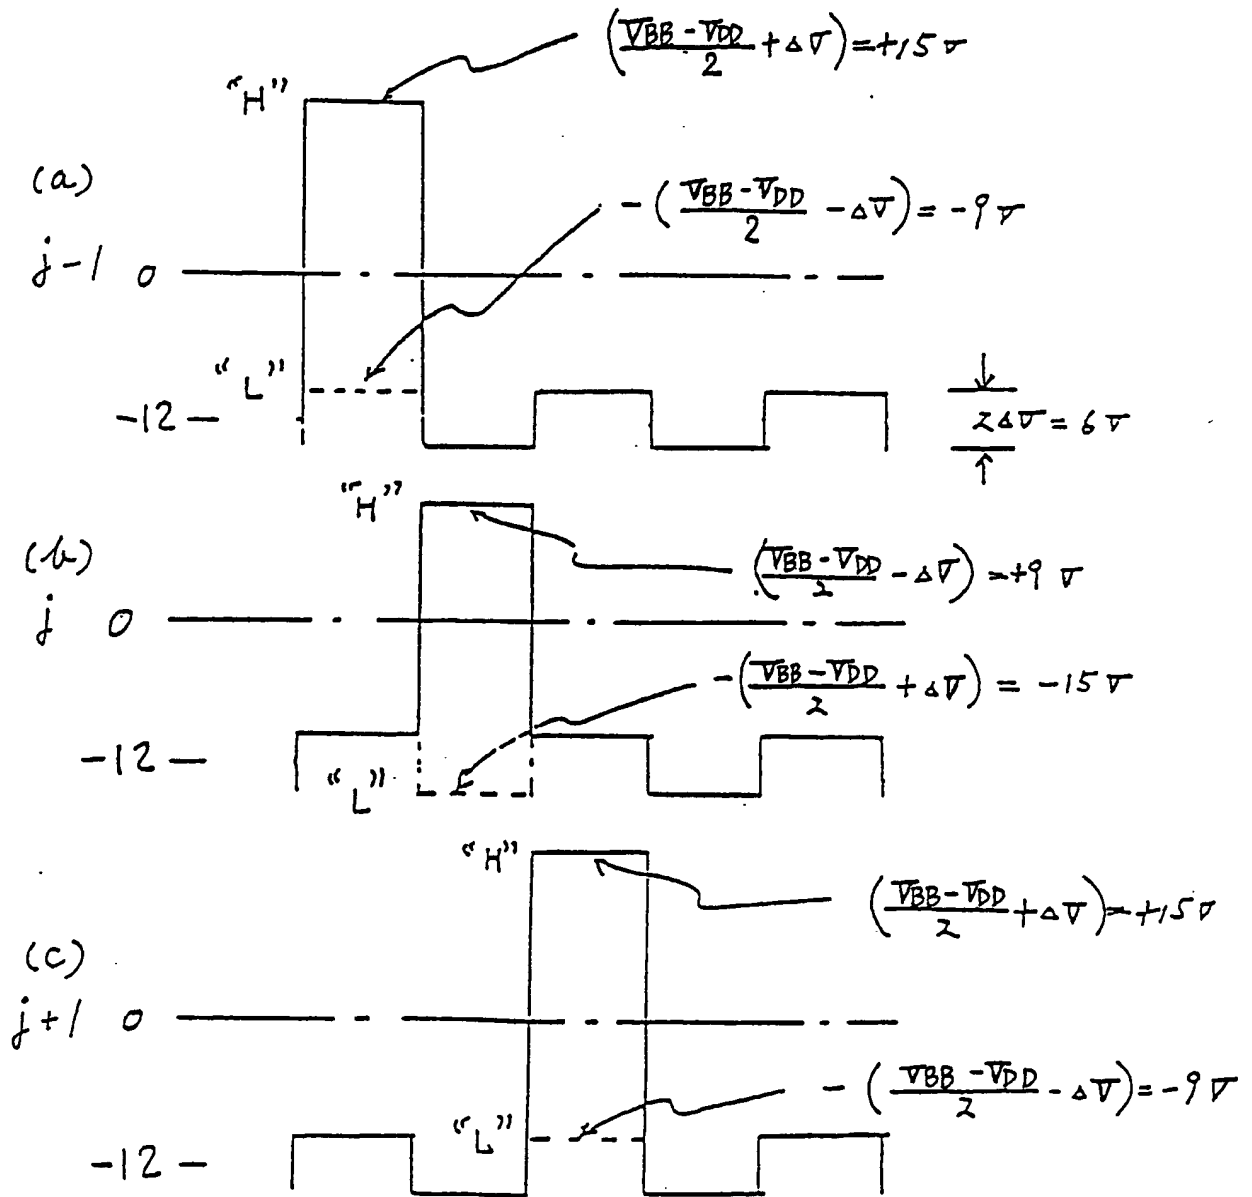 (VBB - VDD / 2 + ΔV) = +15 V
"H"
(a)
-(VBB - VDD / 2 - ΔV) = -9 V
j-1 0
"L"
-12
2ΔV = 6 V
"H"
(b)
(VBB - VDD / 2 - ΔV) = +9 V
j 0
-(VBB - VDD / 2 + ΔV) = -15 V
-12
"L"
"H"
(VBB - VDD / 2 + ΔV) = +15 V
(c)
j+1 0
-(VBB - VDD / 2 - ΔV) = -9 V
"L"
-12